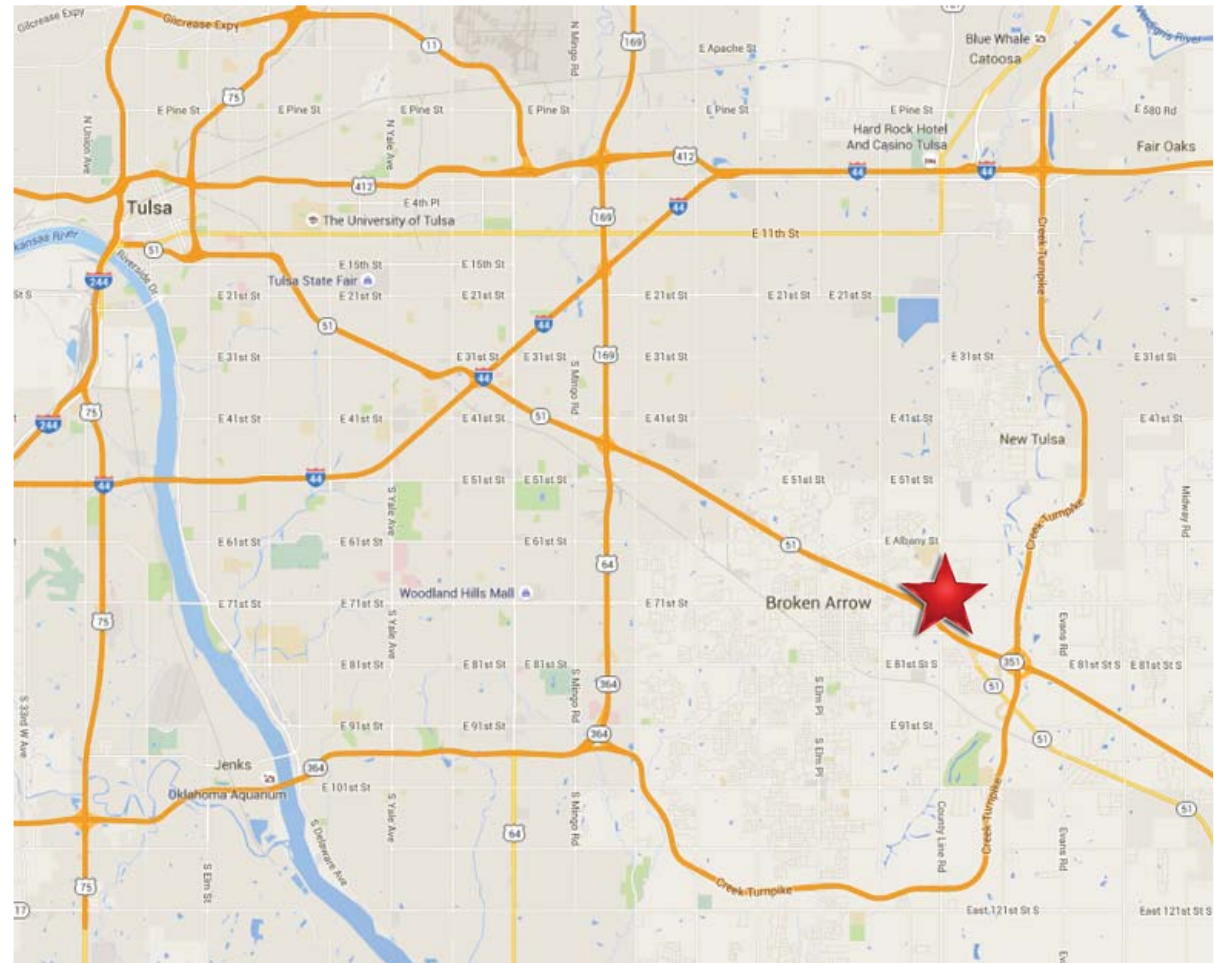 Gilcrease Expy
Gilcrease Expy
N Mingo Rd
169
E Apache St
Blue Whale
Catoosa
Verdigris River
11
75
E Pine St
E Pine St
E Pine St
E Pine St
E Pine St
E 580 Rd
N Union Ave
N Yale Ave
Hard Rock Hotel
And Casino Tulsa
Fair Oaks
412
412
44
44
44
Tulsa
E 4th Pl
The University of Tulsa
169
E 11th St
Creek Turnpike
kansas River
51
Riverside Dr
E 15th St
E 15th St
244
Tulsa State Fair
St S
E 21st St
E 21st St
E 21st St
E 21st St
E 21st St
E 21st St
51
44
E 31st St
E 31st St
E 31st St
169
E 31st St
E 31st St
E 31st St
44
S Mingo Rd
75
244
E 41st St
E 41st St
E 41st St
51
E 41st St
E 41st St
E 41st St
New Tulsa
44
44
S Yale Ave
E 51st St
E 51st St
E 51st St
E 51st St
Midway Rd
Creek Turnpike
E 61st St
E 61st St
E 61st St
51
E Albany St
64
Woodland Hills Mall
E 71st St
E 71st St
E 71st St
Broken Arrow
75
S Yale Ave
Evans Rd
E 81st St
E 81st St
E 81st St
E 81st St S
351
E 81st St S
E 81st St S
S 33rd W Ave
S Mingo Rd
364
S Elm Pl
51
E 91st St
E 91st St
364
S Elm Pl
E 91st St
51
Jenks
364
Oklahoma Aquarium
E 101st St
S Yale Ave
S Mingo Rd
County Line Rd
Creek Turnpike
Evans Rd
51
S Delaware Ave
64
S Elm St
75
Creek Turnpike
17
East 121st St S
East 121st St S
Ev